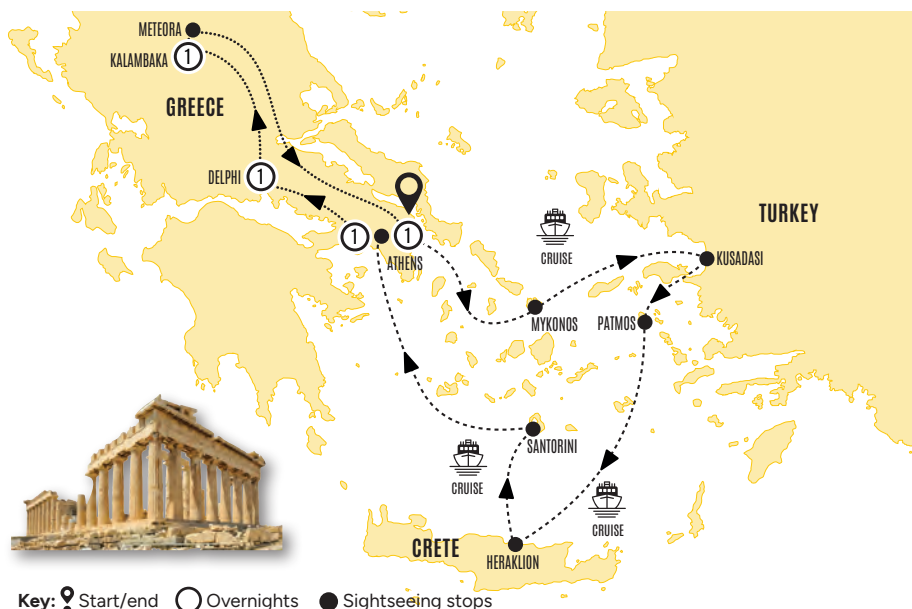 METEORA
KALAMBAKA
1
GREECE
DELPHI
1
1
1
ATHENS
TURKEY
CRUISE
KUSADASI
MYKONOS
PATMOS
SANTORINI
CRUISE
CRUISE
CRETE
HERAKLION
Key: Start/end Overnights Sightseeing stops